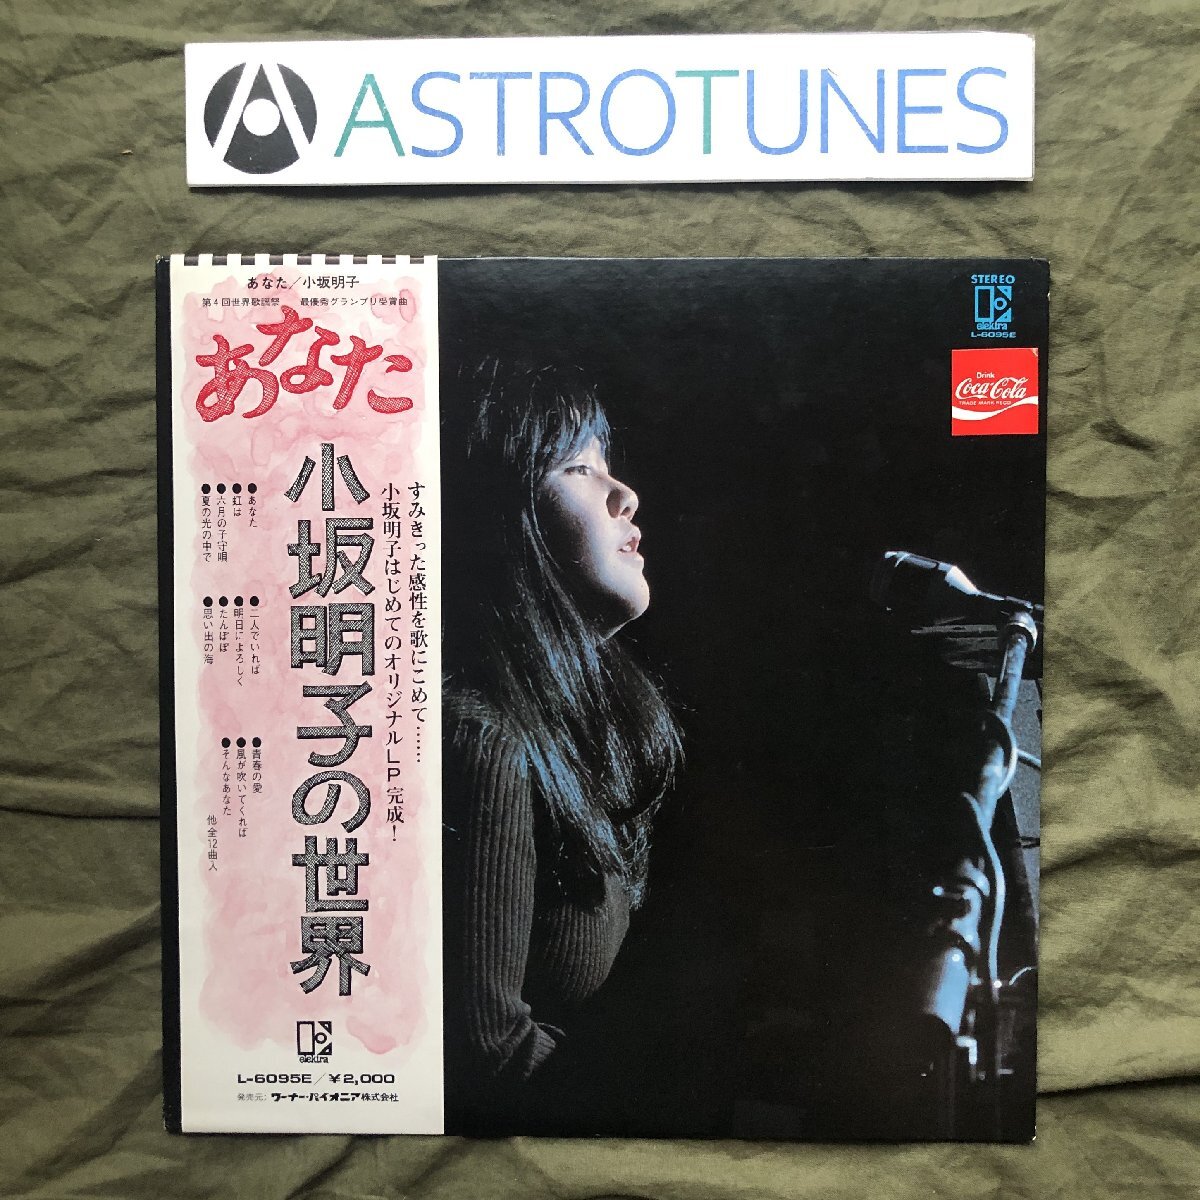 ASTROTUNES
あなた/小坂明子
第4回世界歌謡祭 最優秀グランプリ受賞曲
あなた
小坂明子の世界
すみきった感性を歌にこめて……
小坂明子はじめてのオリジナルLP完成!
●あなた
●虹は
●六月の子守唄
●夏の光の中で
●二人でいれば
●明日によろしく
●たんぽぽ
●思い出の海
●青春の愛
●風が吹いてくれば
●そんなあなた
他全12曲入
elektra
L-6095E/¥2,000
発売元:ワーナー・パイオニア株式会社
STEREO
elektra
L-6095E
Drink
Coca-Cola
TRADE MARK REGD